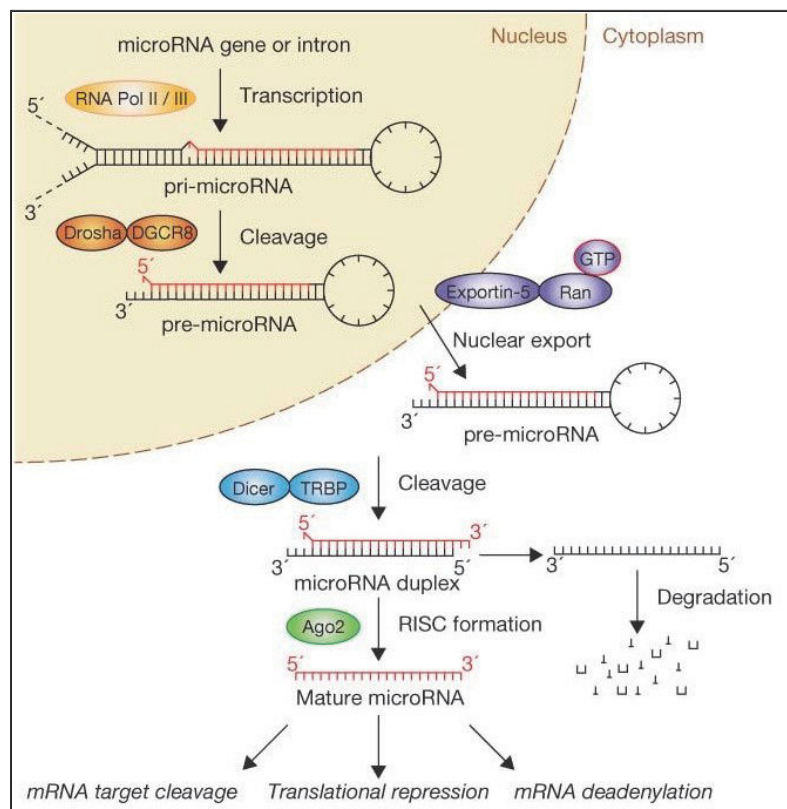 microRNA gene or intron
Nucleus
Cytoplasm
RNA Pol II / III
Transcription
5´
3´
pri-microRNA
Drosha
DGCR8
Cleavage
5´
3´
pre-microRNA
GTP
Exportin-5
Ran
Nuclear export
5´
3´
pre-microRNA
Dicer
TRBP
Cleavage
3´
3´
5´
microRNA duplex
3´
5´
Degradation
Ago2
RISC formation
5´
3´
Mature microRNA
mRNA target cleavage
Translational repression
mRNA deadenylation